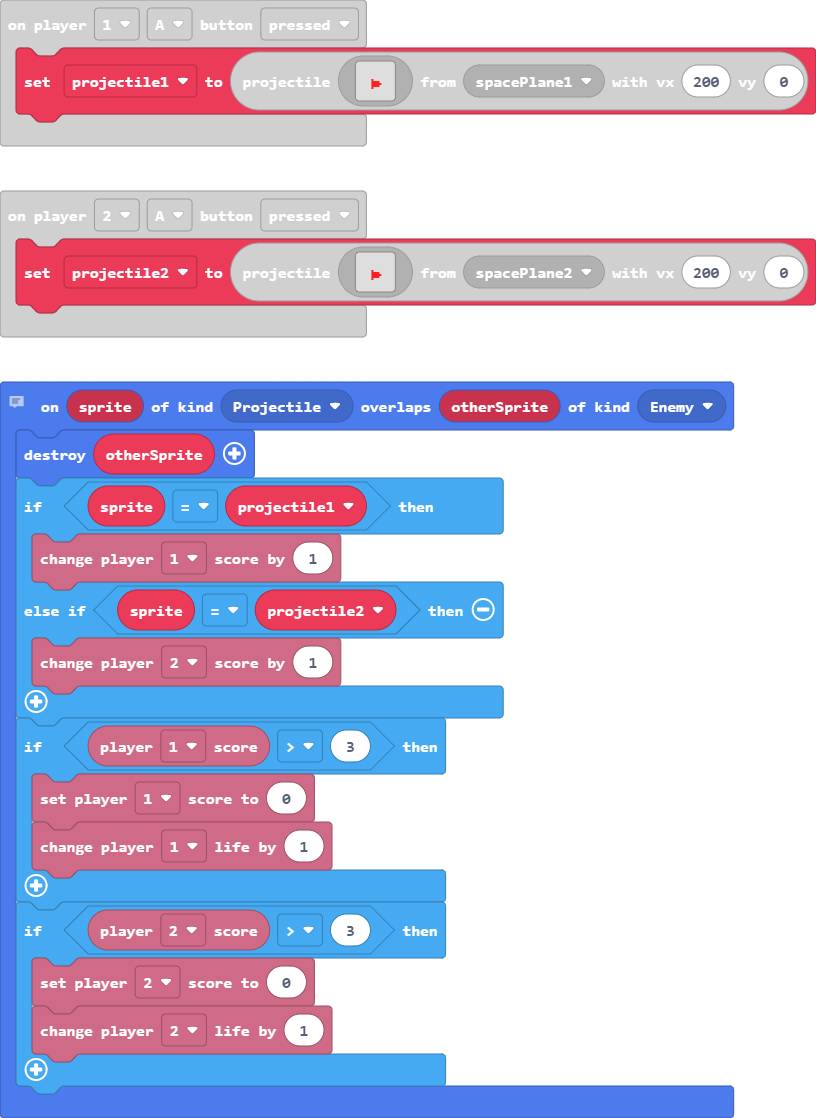 on player 1 A button pressed
set projectile1 to projectile from spacePlane1 with vx 200 vy 0
on player 2 A button pressed
set projectile2 to projectile from spacePlane2 with vx 200 vy 0
on sprite of kind Projectile overlaps otherSprite of kind Enemy
destroy otherSprite
if sprite = projectile1 then
change player 1 score by 1
else if sprite = projectile2 then
change player 2 score by 1
if player 1 score > 3 then
set player 1 score to 0
change player 1 life by 1
if player 2 score > 3 then
set player 2 score to 0
change player 2 life by 1